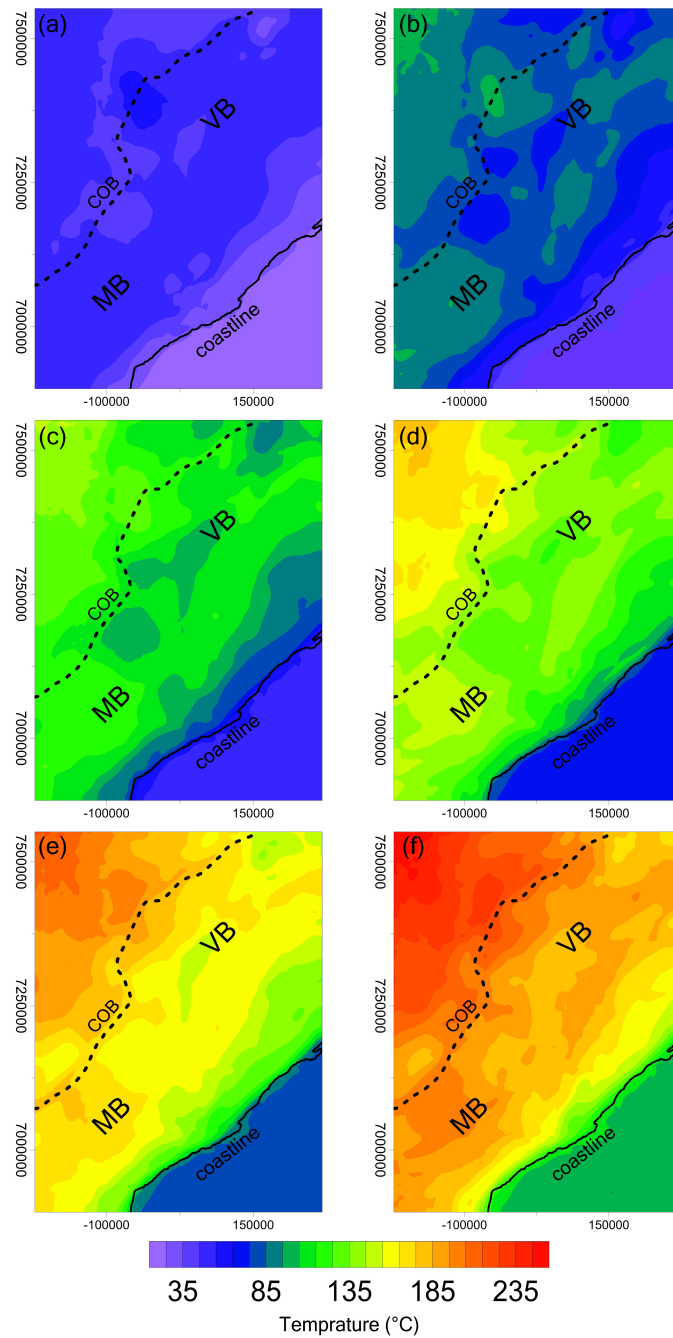 (a)
VB
COB
MB
coastline
7500000
7250000
7000000
-100000 150000
(b)
VB
COB
MB
coastline
7500000
7250000
7000000
-100000 150000
(c)
VB
COB
MB
coastline
7500000
7250000
7000000
-100000 150000
(d)
VB
COB
MB
coastline
7500000
7250000
7000000
-100000 150000
(e)
VB
COB
MB
coastline
7500000
7250000
7000000
-100000 150000
(f)
VB
COB
MB
coastline
7500000
7250000
7000000
-100000 150000
35 85 135 185 235
Temprature (°C)